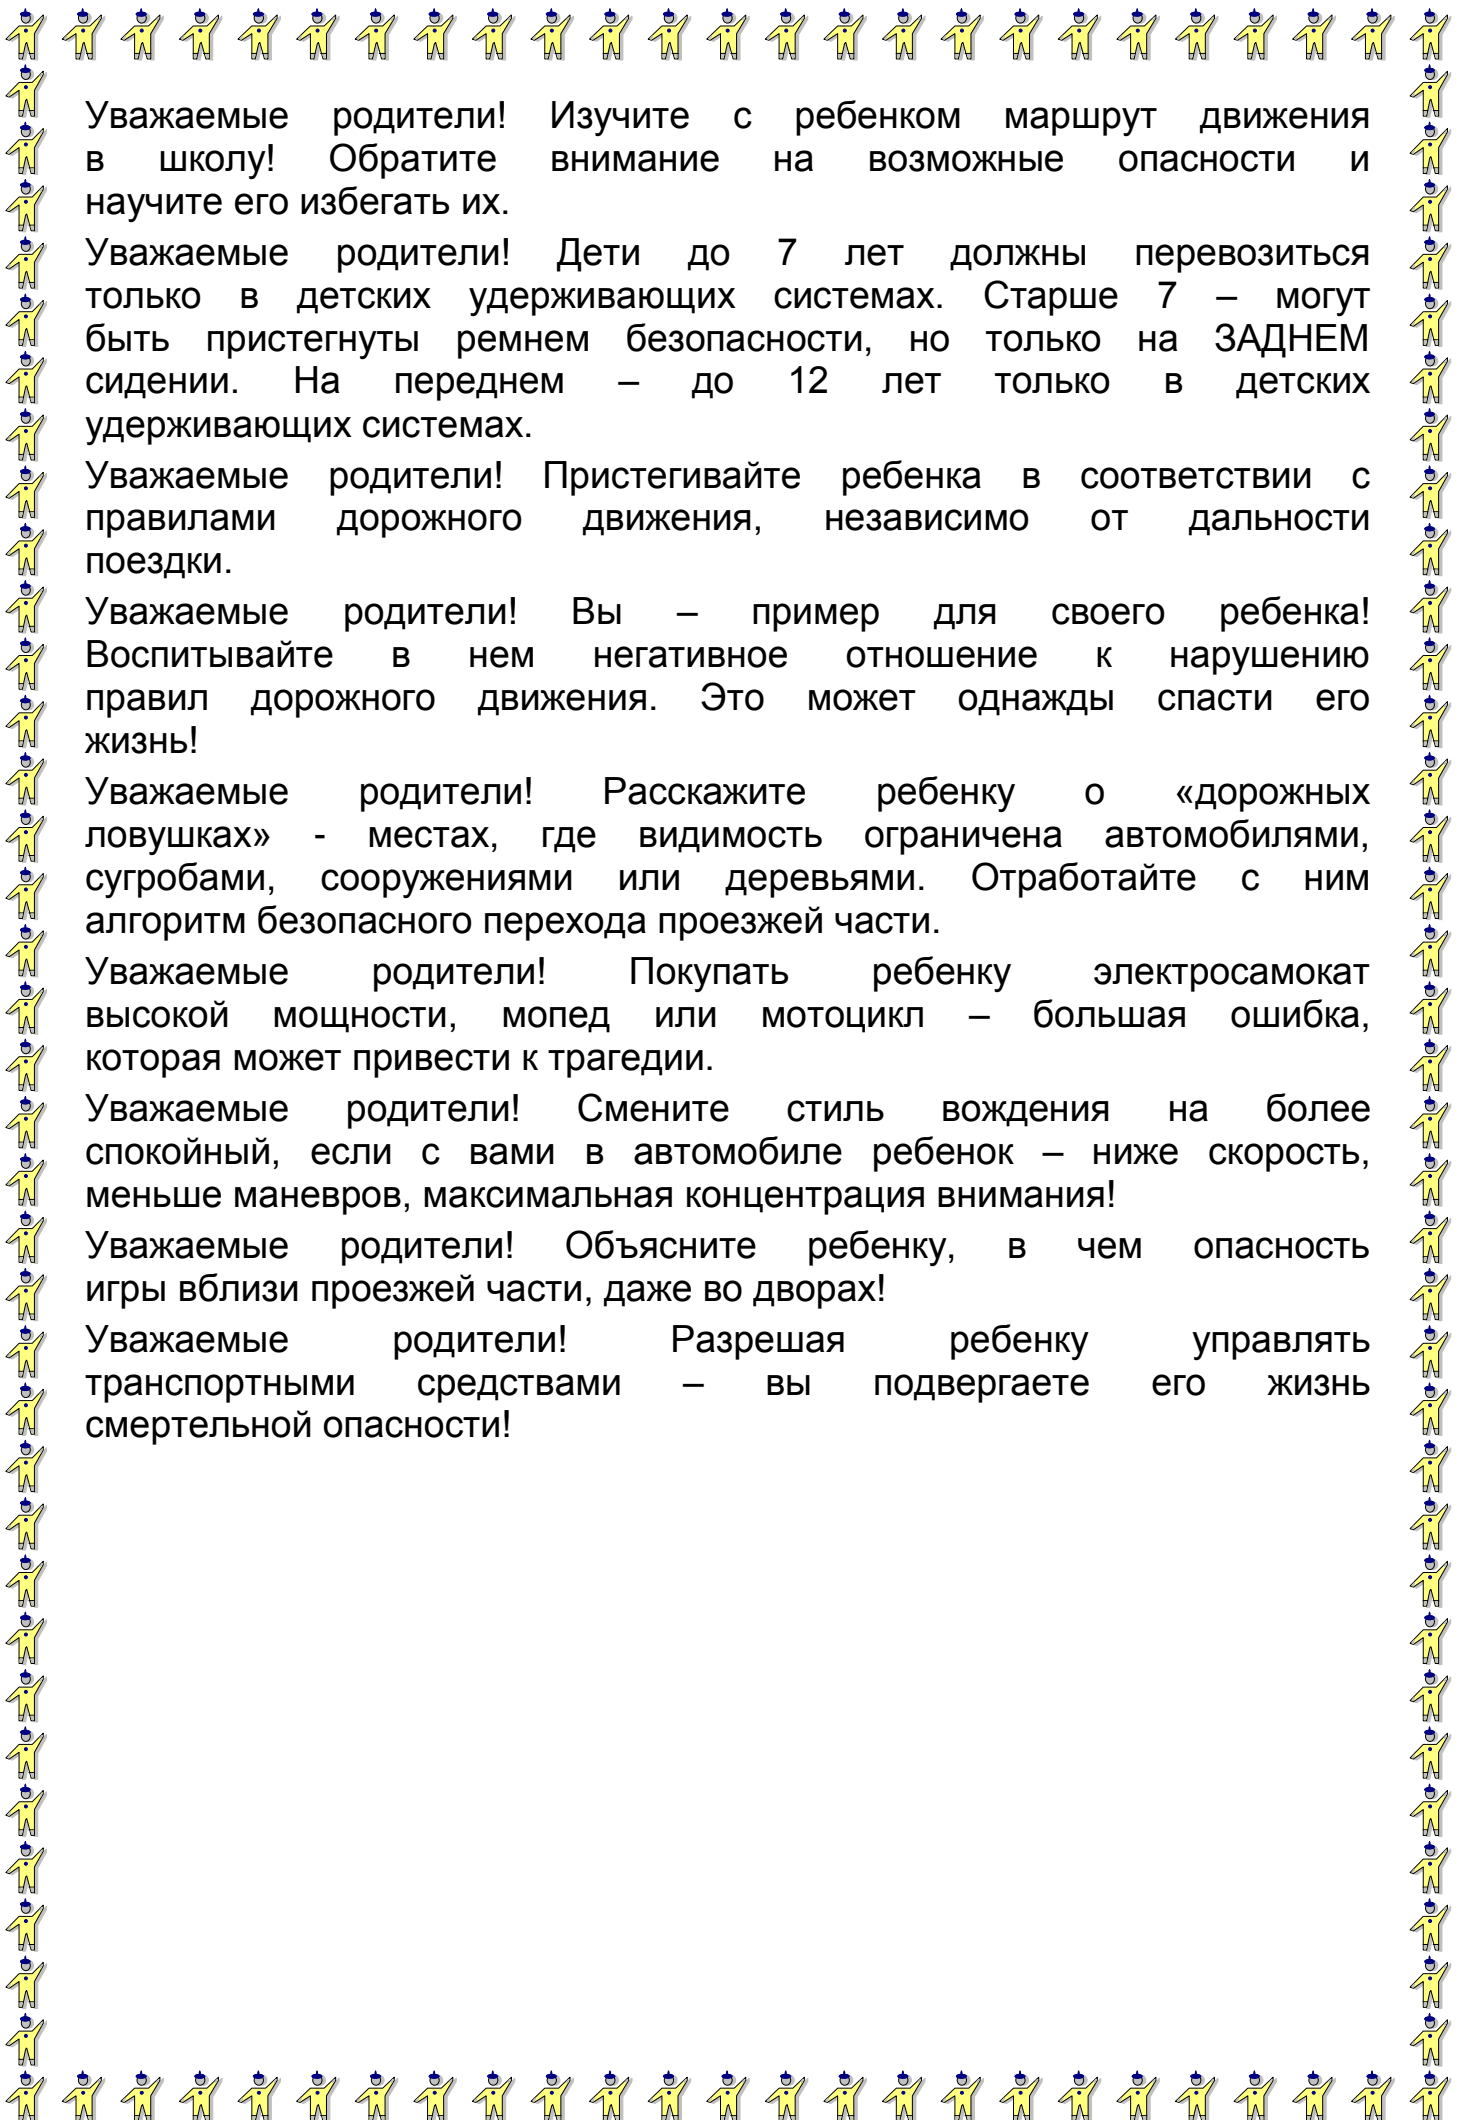 Уважаемые родители! Изучите с ребенком маршрут движения
в школу! Обратите внимание на возможные опасности и
научите его избегать их.
Уважаемые родители! Дети до 7 лет должны перевозиться
только в детских удерживающих системах. Старше 7 – могут
быть пристегнуты ремнем безопасности, но только на ЗАДНЕМ
сидении. На переднем – до 12 лет только в детских
удерживающих системах.
Уважаемые родители! Пристегивайте ребенка в соответствии с
правилами дорожного движения, независимо от дальности
поездки.
Уважаемые родители! Вы – пример для своего ребенка!
Воспитывайте в нем негативное отношение к нарушению
правил дорожного движения. Это может однажды спасти его
жизнь!
Уважаемые родители! Расскажите ребенку о «дорожных
ловушках» - местах, где видимость ограничена автомобилями,
сугробами, сооружениями или деревьями. Отработайте с ним
алгоритм безопасного перехода проезжей части.
Уважаемые родители! Покупать ребенку электросамокат
высокой мощности, мопед или мотоцикл – большая ошибка,
которая может привести к трагедии.
Уважаемые родители! Смените стиль вождения на более
спокойный, если с вами в автомобиле ребенок – ниже скорость,
меньше маневров, максимальная концентрация внимания!
Уважаемые родители! Объясните ребенку, в чем опасность
игры вблизи проезжей части, даже во дворах!
Уважаемые родители! Разрешая ребенку управлять
транспортными средствами – вы подвергаете его жизнь
смертельной опасности!